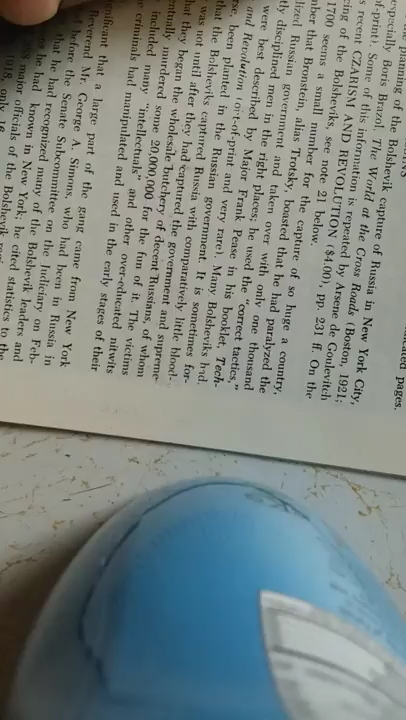 planning of the Bolshevik capture of Russia in New York City,
especially Boris Brazol, The World at the Cross Roads (Boston, 1921;
of-print). Some of this information is repeated by Arsene de Goulevitch
recent CZARISM AND REVOLUTION ($4.00), pp. 231 ff. On the
of the Bolsheviks, see note 21 below.
1700 seems a small number for the capture of so huge a country,
that Bronstein, alias Trotsky, boasted that he had paralyzed the
Russian government and taken over with only one thousand
disciplined men in the right places; he used the "correct tactics,"
were best described by Major Frank Pease in his booklet, Tech-
and Revolution (out-of-print and very rare). Many Bolsheviks had,
been planted in the Russian government. It is sometimes for-
that the Bolsheviks captured Russia with comparatively little blood-
was not until after they had captured the government and supreme
they began the wholesale butchery of decent Russians, of whom
murdered some 20,000,000 for the fun of it. The victims
included many "intellectuals" and other over-educated nitwits
criminals had manipulated and used in the early stages of their
that a large part of the gang came from New York
Reverend Mr. George A. Simons, who had been in Russia in
before the Senate Subcommittee on the Judiciary on Feb-
that he had recognized many of the Bolshevik leaders and
he had known in New York; he cited statistics to the
major officials of the Bolshevik
1918, only 16